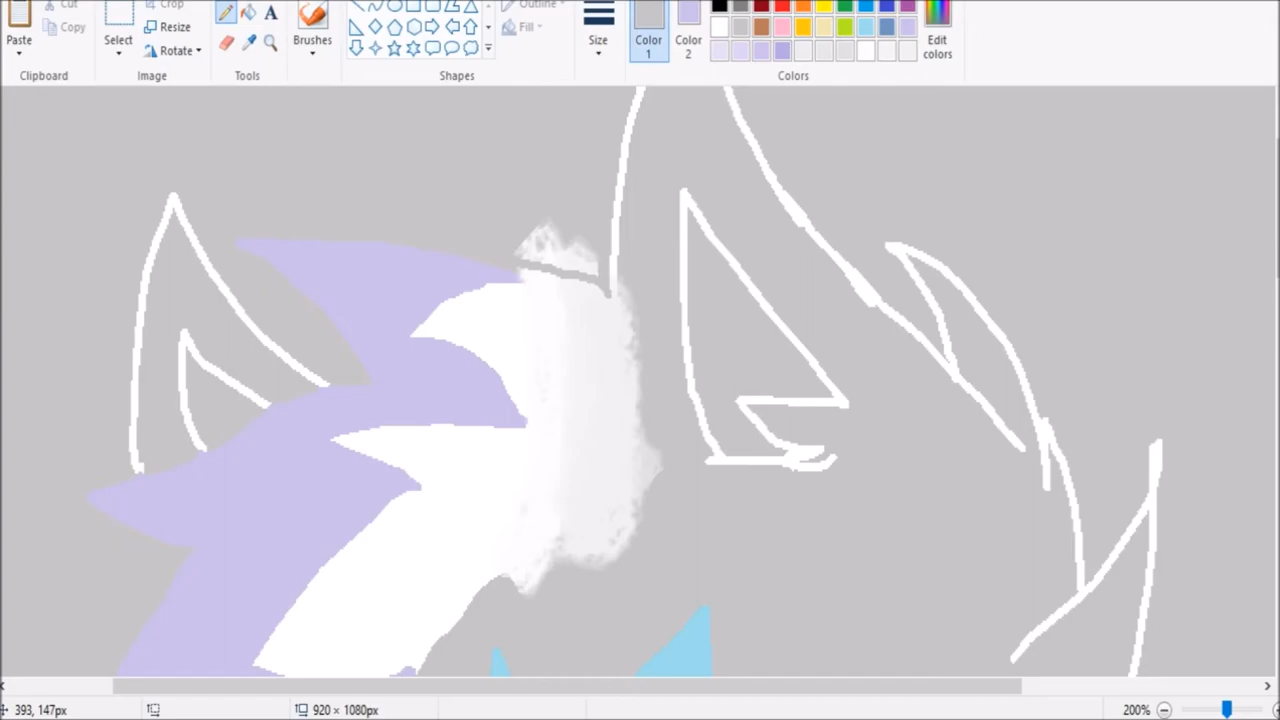 Cut
Crop
Outline
Paste
Copy
Select
Resize
Rotate
A
Brushes
Fill
Size
Color 1
Color 2
Edit colors
Clipboard
Image
Tools
Shapes
Colors
393, 147px
920 × 1080px
200%